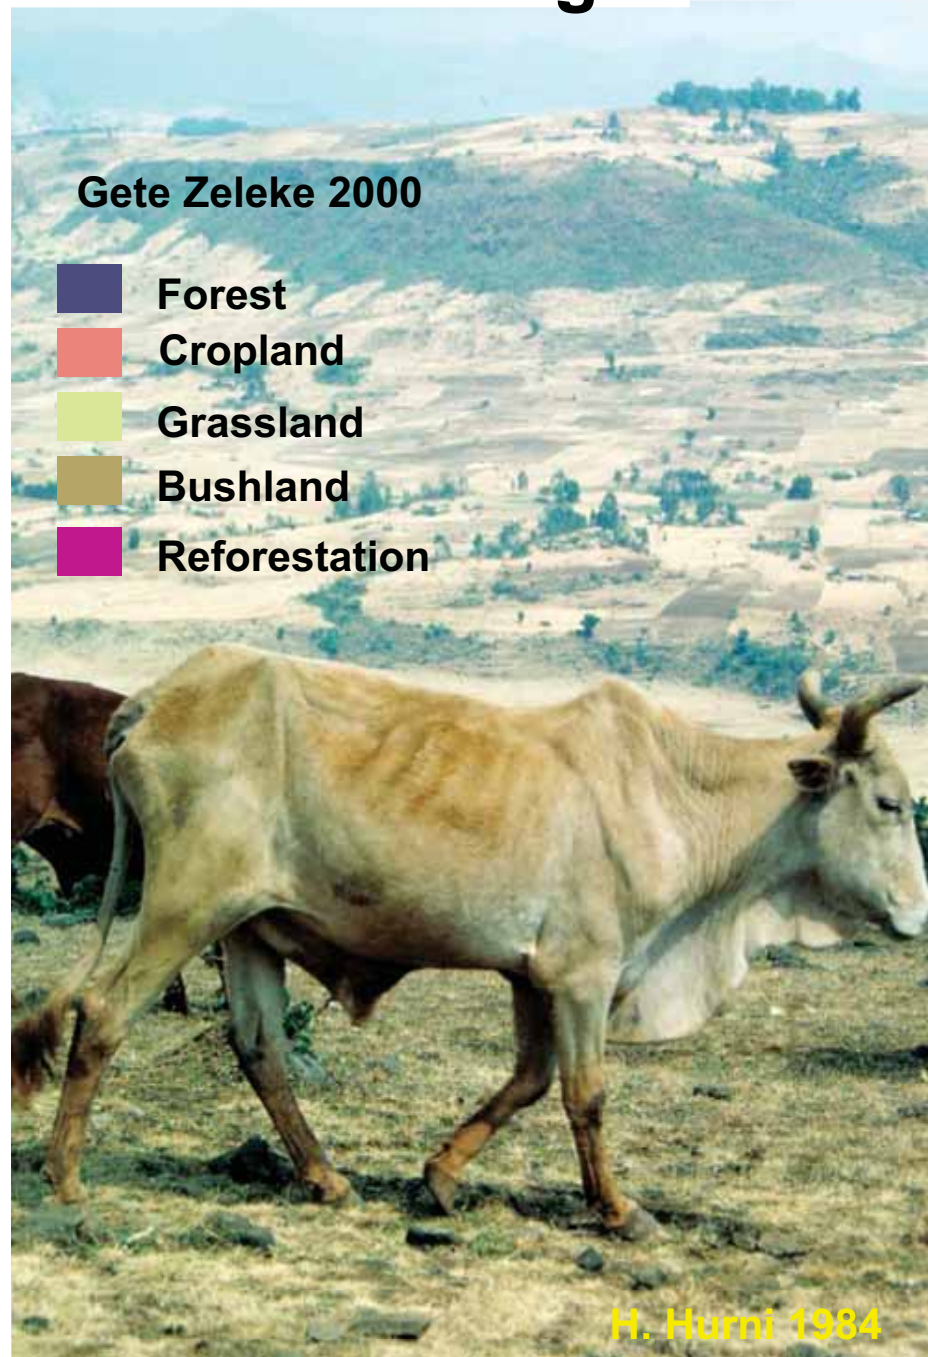 Gete Zeleke 2000
Forest
Cropland
Grassland
Bushland
Reforestation
H. Hurni 1984